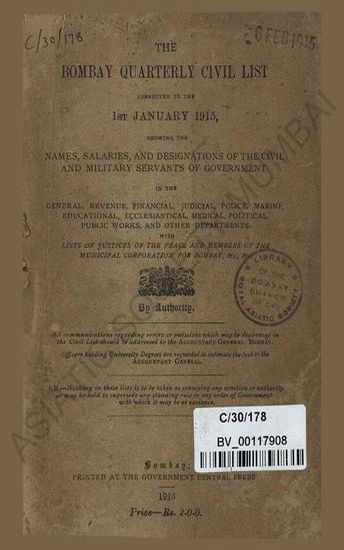 C/30/178
6 FEB 1915
THE
BOMBAY QUARTERLY CIVIL LIST
CORRECTED TO THE
1ST JANUARY 1915,
SHOWING THE
NAMES, SALARIES, AND DESIGNATIONS OF THE CIVIL
AND MILITARY SERVANTS OF GOVERNMENT
IN THE
GENERAL, REVENUE, FINANCIAL, JUDICIAL, POLICE, MARINE,
EDUCATIONAL, ECCLESIASTICAL, MEDICAL, POLITICAL,
PUBLIC WORKS, AND OTHER DEPARTMENTS.
WITH
LISTS OF JUSTICES OF THE PEACE AND MEMBERS OF THE
MUNICIPAL CORPORATION FOR BOMBAY, &c., &c.
By Authority.
All communications regarding errors or omissions which may be discovered in
the Civil List should be addressed to the ACCOUNTANT GENERAL, BOMBAY.
Officers holding University Degrees are requested to intimate the fact to the
ACCOUNTANT GENERAL.
N.B.—Nothing in these lists is to be taken as conveying any sanction or authority
or may be held to supersede any standing rule or any order of Government
with which it may be at variance.
LIBRARY
OF
BOMBAY
BRANCH
ROYAL ASIATIC SOCIETY
C/30/178
BV_00117908
Bombay:
PRINTED AT THE GOVERNMENT CENTRAL PRESS
1915
Price—Rs. 2-0-0.
ASIATIC SOCIETY OF MUMBAI